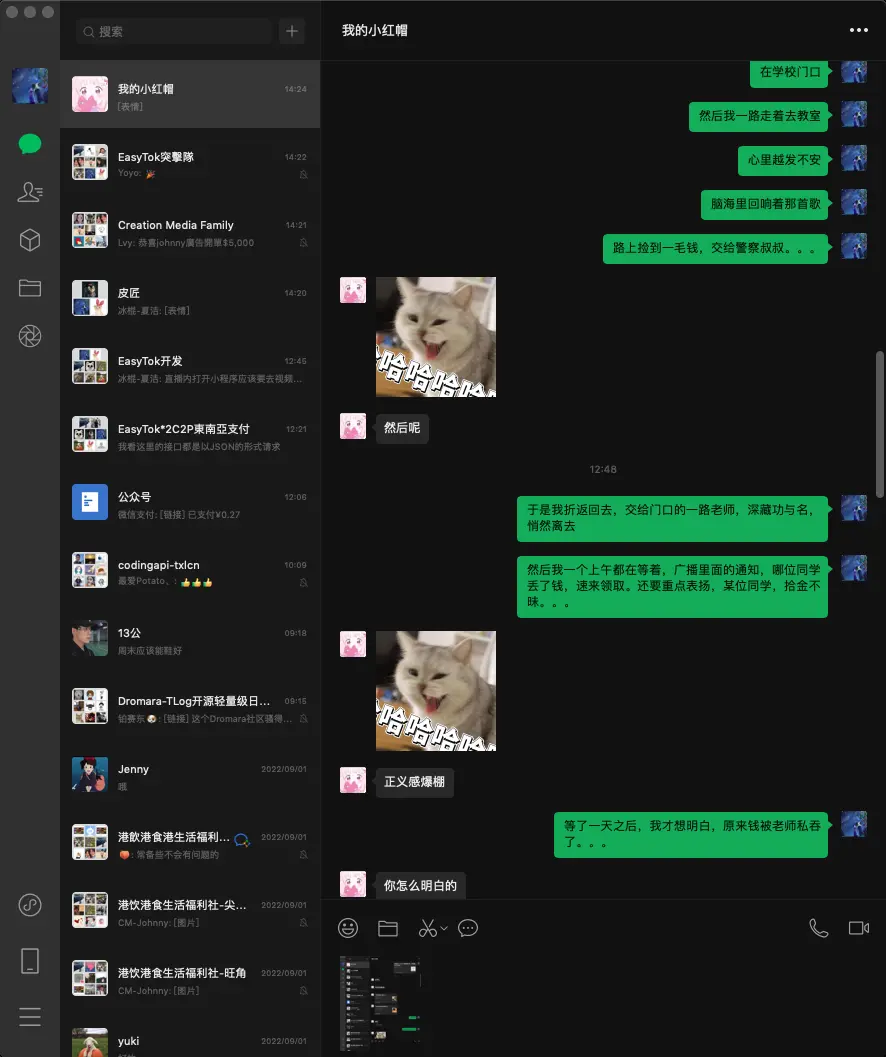 搜索
我的小红帽
14:24
[表情]
EasyTok突擊隊
14:22
Yoyo: 🎉
Creation Media Family
14:21
Lvy: 恭喜johnny廣告開單$5,000
皮匠
14:20
冰棍-夏洁: [表情]
EasyTok开发
12:45
冰棍-夏洁: 直播内打开小程序应该要去视频...
EasyTok*2C2P東南亞支付
12:21
我看这里的接口都是以JSON的形式请求
公众号
12:06
微信支付: [链接] 已支付¥0.27
codingapi-txlcn
10:09
最爱Potato、: 👍👍👍
13公
09:18
周末应该能鞋好
Dromara-TLog开源轻量级日...
09:15
铂赛东🐶: [链接] 这个Dromara社区骚得...
Jenny
2022/09/01
哦
港飲港食港生活福利...
2022/09/01
🍑: 常备些不会有问题的
港饮港食港生活福利社-尖...
2022/09/01
CM-Johnny: [图片]
港饮港食港生活福利社-旺角
2022/09/01
CM-Johnny: [图片]
yuki
2022/09/01
我的小红帽
在学校门口
然后我一路走着去教室
心里越发不安
脑海里回响着那首歌
路上捡到一毛钱，交给警察叔叔。。。
哈哈哈哈哈
然后呢
12:48
于是我折返回去，交给门口的一路老师，深藏功与名，
悄然离去
然后我一个上午都在等着，广播里面的通知，哪位同学
丢了钱，速来领取。还要重点表扬，某位同学，拾金不
昧。。。
哈哈哈哈哈
正义感爆棚
等了一天之后，我才想明白，原来钱被老师私吞
了。。。
你怎么明白的